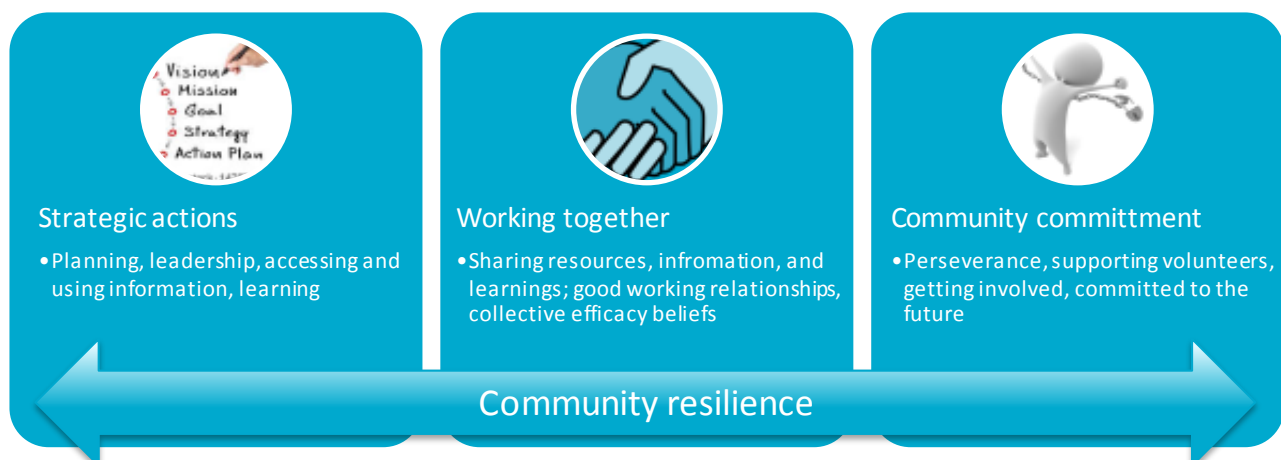 Vision
Mission
Goal
Strategy
Action Plan
Strategic actions
•Planning, leadership, accessing and
using information, learning
Working together
•Sharing resources, infromation, and
learnings; good working relationships,
collective efficacy beliefs
Community committment
•Perseverance, supporting volunteers,
getting involved, committed to the
future
Community resilience